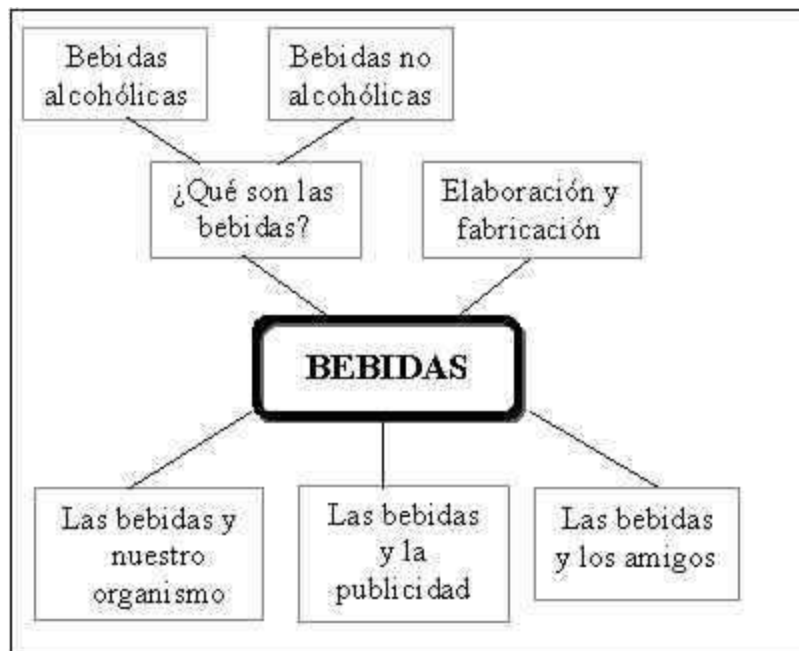 Bebidas
alcohólicas
Bebidas no
alcohólicas
¿Qué son las
bebidas?
Elaboración y
fabricación
BEBIDAS
Las bebidas y
nuestro
organismo
Las bebidas
y la
publicidad
Las bebidas
y los amigos